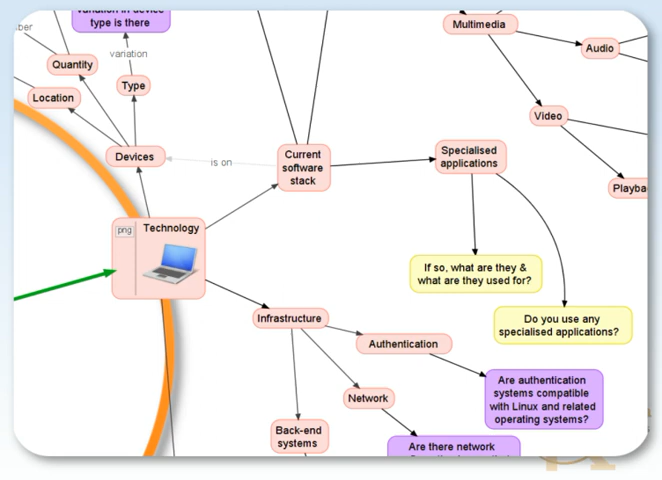 variation in device
type is there
ber
variation
Quantity
Type
Location
Devices
is on
Current
software
stack
Specialised
applications
Multimedia
Audio
Video
png
Technology
If so, what are they &
what are they used for?
Do you use any
specialised applications?
Infrastructure
Authentication
Are authentication
systems compatible
with Linux and related
operating systems?
Network
Back-end
systems
Are there network